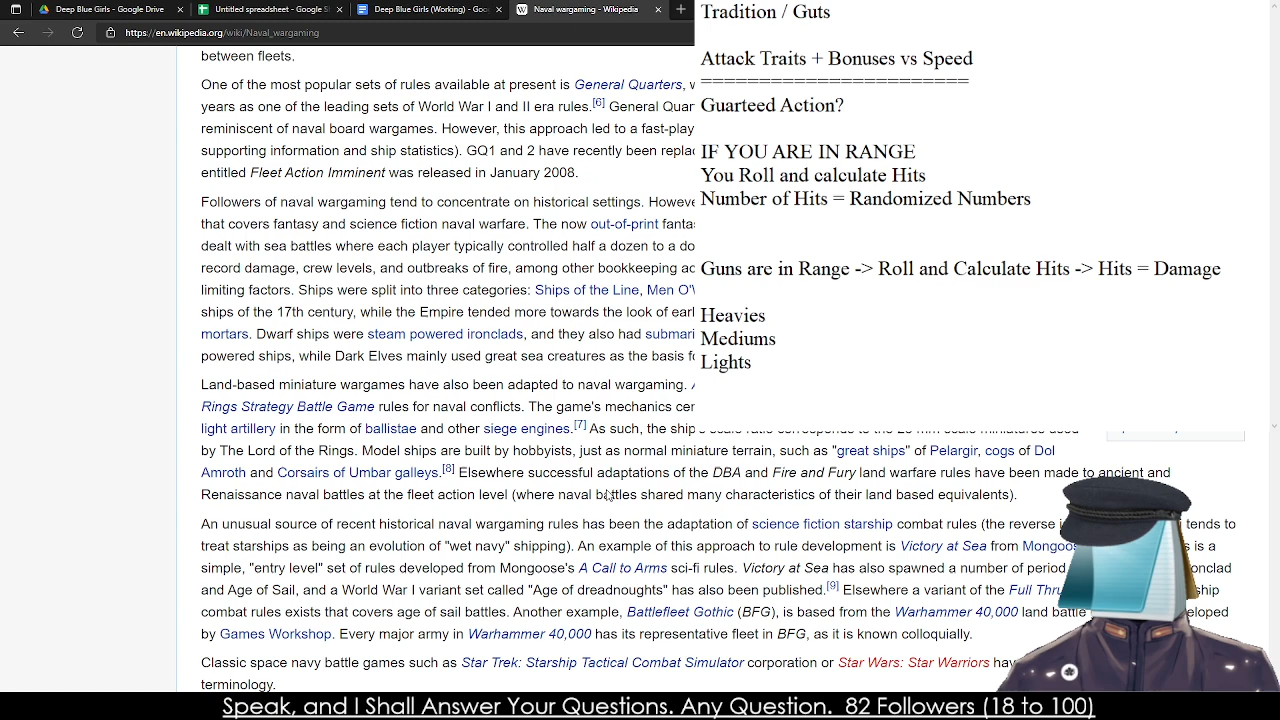 Deep Blue Girls - Google Drive
Untitled spreadsheet - Google S
Deep Blue Girls (Working) - Goo
Naval wargaming - Wikipedia
https://en.wikipedia.org/wiki/Naval_wargaming
between fleets.
One of the most popular sets of rules available at present is General Quarters,
years as one of the leading sets of World War I and II era rules.[6] General Quar
reminiscent of naval board wargames. However, this approach led to a fast-play
supporting information and ship statistics). GQ1 and 2 have recently been replac
entitled Fleet Action Imminent was released in January 2008.
Followers of naval wargaming tend to concentrate on historical settings. Howeve
that covers fantasy and science fiction naval warfare. The now out-of-print fantas
dealt with sea battles where each player typically controlled half a dozen to a do
record damage, crew levels, and outbreaks of fire, among other bookkeeping ac
limiting factors. Ships were split into three categories: Ships of the Line, Men O'W
ships of the 17th century, while the Empire tended more towards the look of earl
mortars. Dwarf ships were steam powered ironclads, and they also had submari
powered ships, while Dark Elves mainly used great sea creatures as the basis fo
Land-based miniature wargames have also been adapted to naval wargaming.
Rings Strategy Battle Game rules for naval conflicts. The game's mechanics cen
light artillery in the form of ballistae and other siege engines.[7] As such, the ship
by The Lord of the Rings. Model ships are built by hobbyists, just as normal miniature terrain, such as "great ships" of Pelargir, cogs of Dol
Amroth and Corsairs of Umbar galleys.[8] Elsewhere successful adaptations of the DBA and Fire and Fury land warfare rules have been made to ancient and
Renaissance naval battles at the fleet action level (where naval battles shared many characteristics of their land based equivalents).
An unusual source of recent historical naval wargaming rules has been the adaptation of science fiction starship combat rules (the reverse tends to
treat starships as being an evolution of "wet navy" shipping). An example of this approach to rule development is Victory at Sea from Mongoos s is a
simple, "entry level" set of rules developed from Mongoose's A Call to Arms sci-fi rules. Victory at Sea has also spawned a number of period onclad
and Age of Sail, and a World War I variant set called "Age of dreadnoughts" has also been published.[9] Elsewhere a variant of the Full Thru ship
combat rules exists that covers age of sail battles. Another example, Battlefleet Gothic (BFG), is based from the Warhammer 40,000 land battle eloped
by Games Workshop. Every major army in Warhammer 40,000 has its representative fleet in BFG, as it is known colloquially.
Classic space navy battle games such as Star Trek: Starship Tactical Combat Simulator corporation or Star Wars: Star Warriors hav
terminology.
Tradition / Guts
Attack Traits + Bonuses vs Speed
=======================
Guarteed Action?
IF YOU ARE IN RANGE
You Roll and calculate Hits
Number of Hits = Randomized Numbers
Guns are in Range -> Roll and Calculate Hits -> Hits = Damage
Heavies
Mediums
Lights
Speak, and I Shall Answer Your Questions. Any Question. 82 Followers (18 to 100)